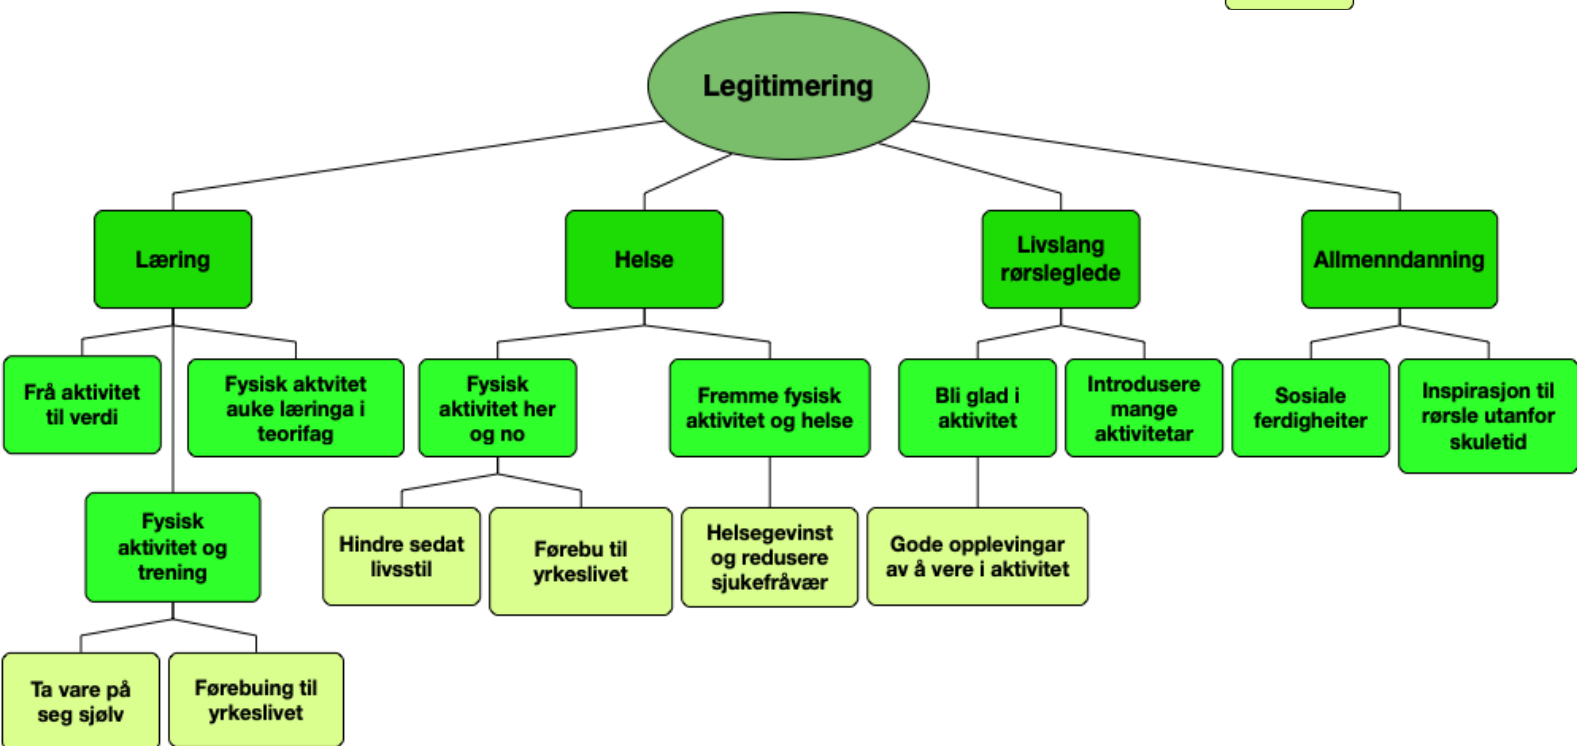 Legitimering
Læring
Helse
Livslang
rørsleglede
Allmenndanning
Frå aktivitet
til verdi
Fysisk aktvitet
auke læringa i
teorifag
Fysisk
aktivitet her
og no
Fremme fysisk
aktivitet og helse
Bli glad i
aktivitet
Introdusere
mange
aktivitetar
Sosiale
ferdigheiter
Inspirasjon til
rørsle utanfor
skuletid
Fysisk
aktivitet og
trening
Hindre sedat
livsstil
Førebu til
yrkeslivet
Helsegevinst
og redusere
sjukefråvær
Gode opplevingar
av å vere i aktivitet
Ta vare på
seg sjølv
Førebuing til
yrkeslivet